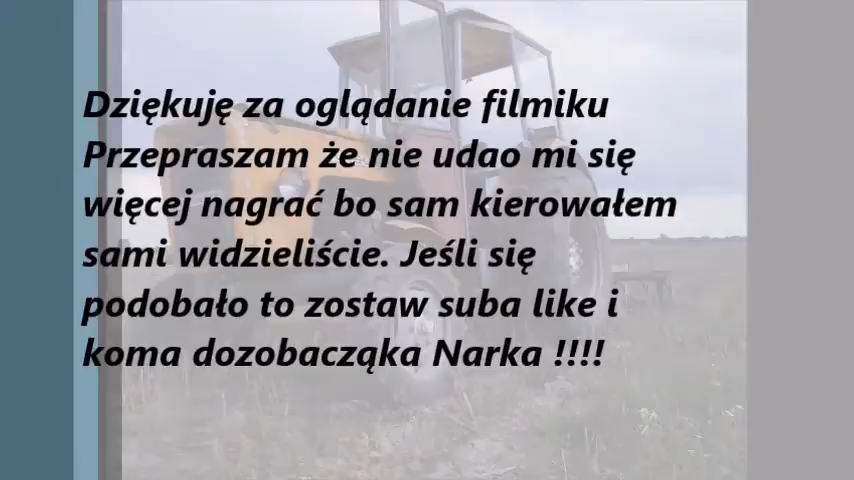 Dziękuję za oglądanie filmiku
Przepraszam że nie udao mi się
więcej nagrać bo sam kierowałem
sami widzieliście. Jeśli się
podobało to zostaw suba like i
koma dozobacząka Narka !!!!